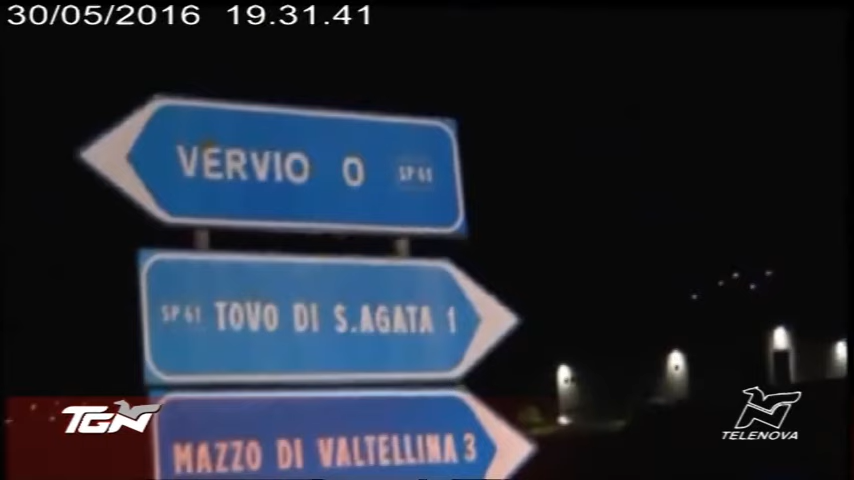 30/05/2016 19.31.41
VERVIO 0 SP 61
SP 61 TOVO DI S.AGATA 1
MAZZO DI VALTELLINA 3
TGN
TELENOVA